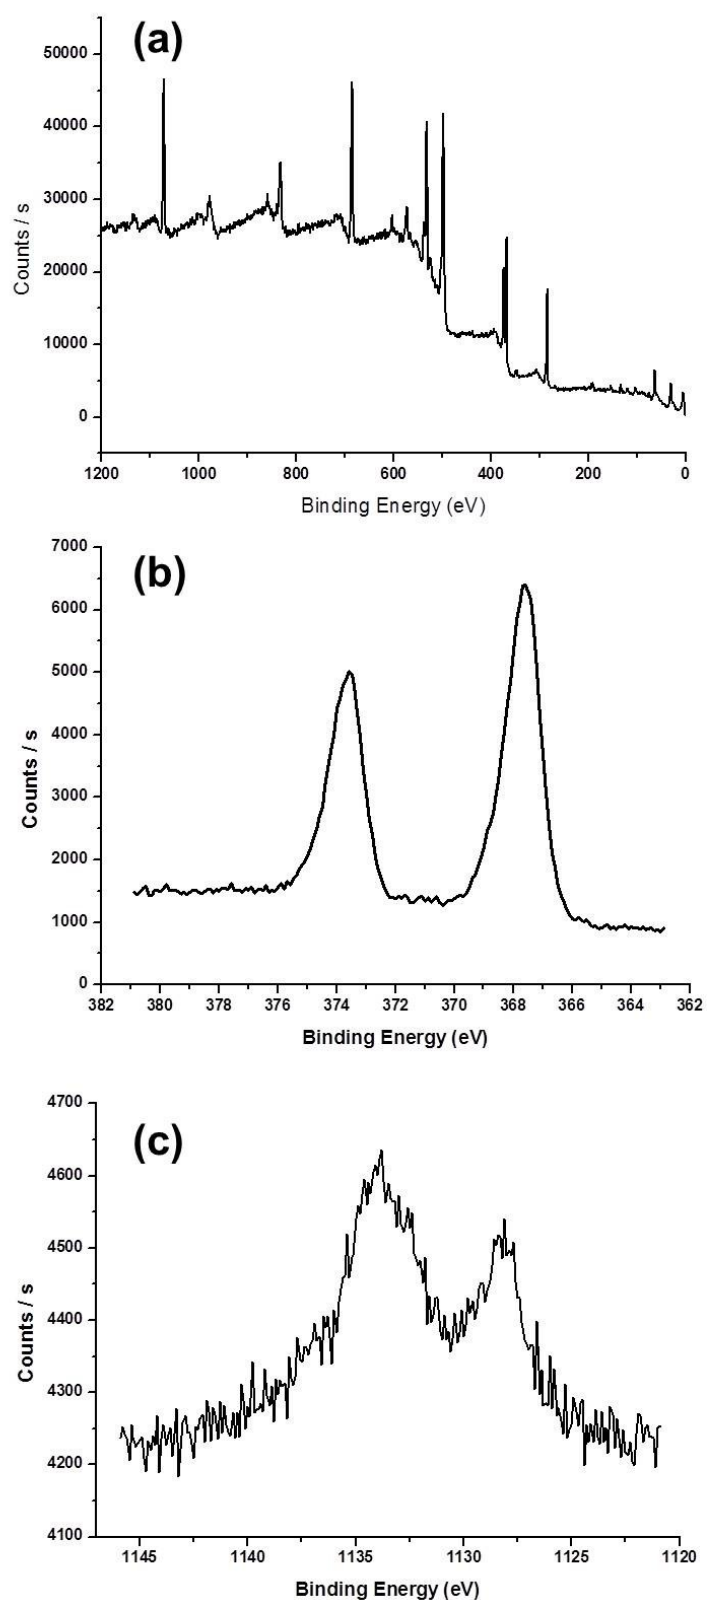 (a)
50000
40000
30000
20000
10000
0
Counts / s
1200 1000 800 600 400 200 0
Binding Energy (eV)
(b)
7000
6000
5000
4000
3000
2000
1000
0
Counts / s
382 380 378 376 374 372 370 368 366 364 362
Binding Energy (eV)
(c)
4700
4600
4500
4400
4300
4200
4100
Counts / s
1145 1140 1135 1130 1125 1120
Binding Energy (eV)